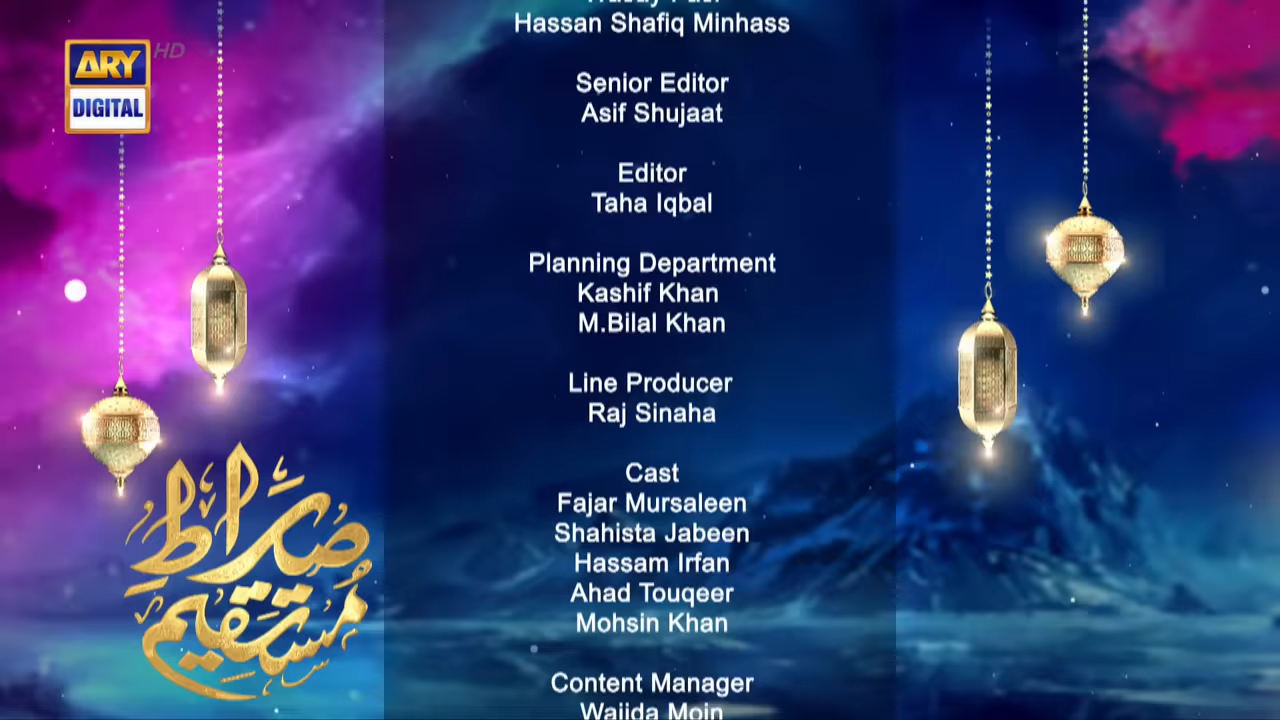 ARY
DIGITAL
HD
Hassan Shafiq Minhass
Senior Editor
Asif Shujaat
Editor
Taha Iqbal
Planning Department
Kashif Khan
M.Bilal Khan
Line Producer
Raj Sinaha
Cast
Fajar Mursaleen
Shahista Jabeen
Hassam Irfan
Ahad Touqeer
Mohsin Khan
Content Manager
Wajida Moin
صِرَاطِ
مُسْتَقِیم